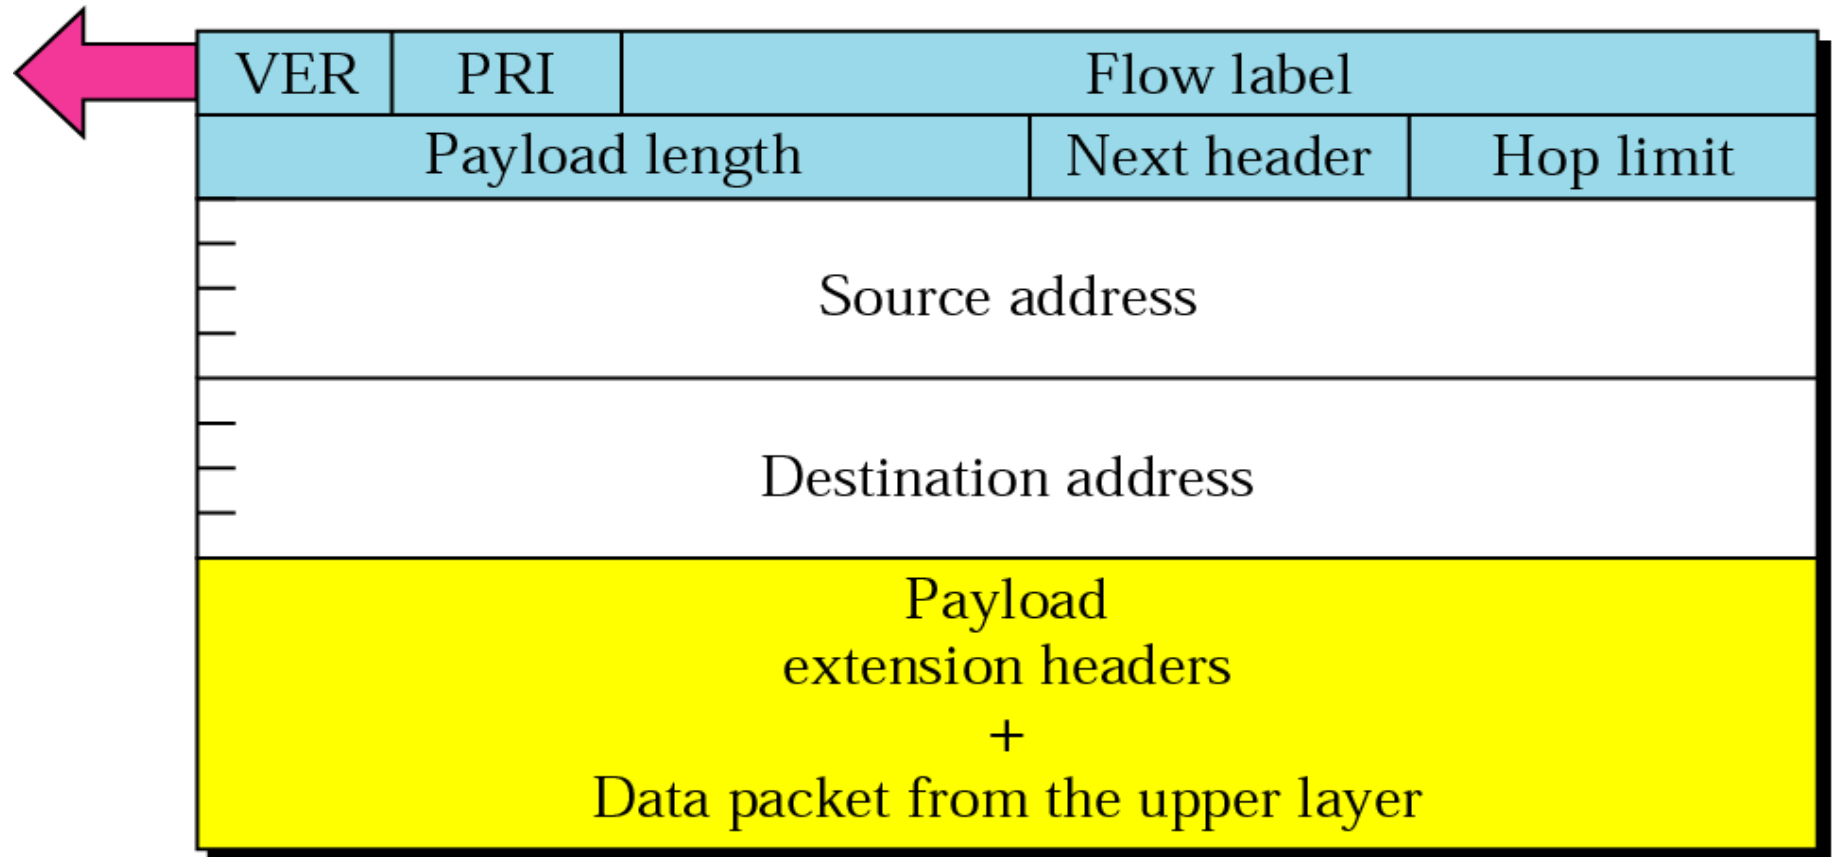 VER PRI Flow label
Payload length Next header Hop limit
Source address
Destination address
Payload
extension headers
+
Data packet from the upper layer